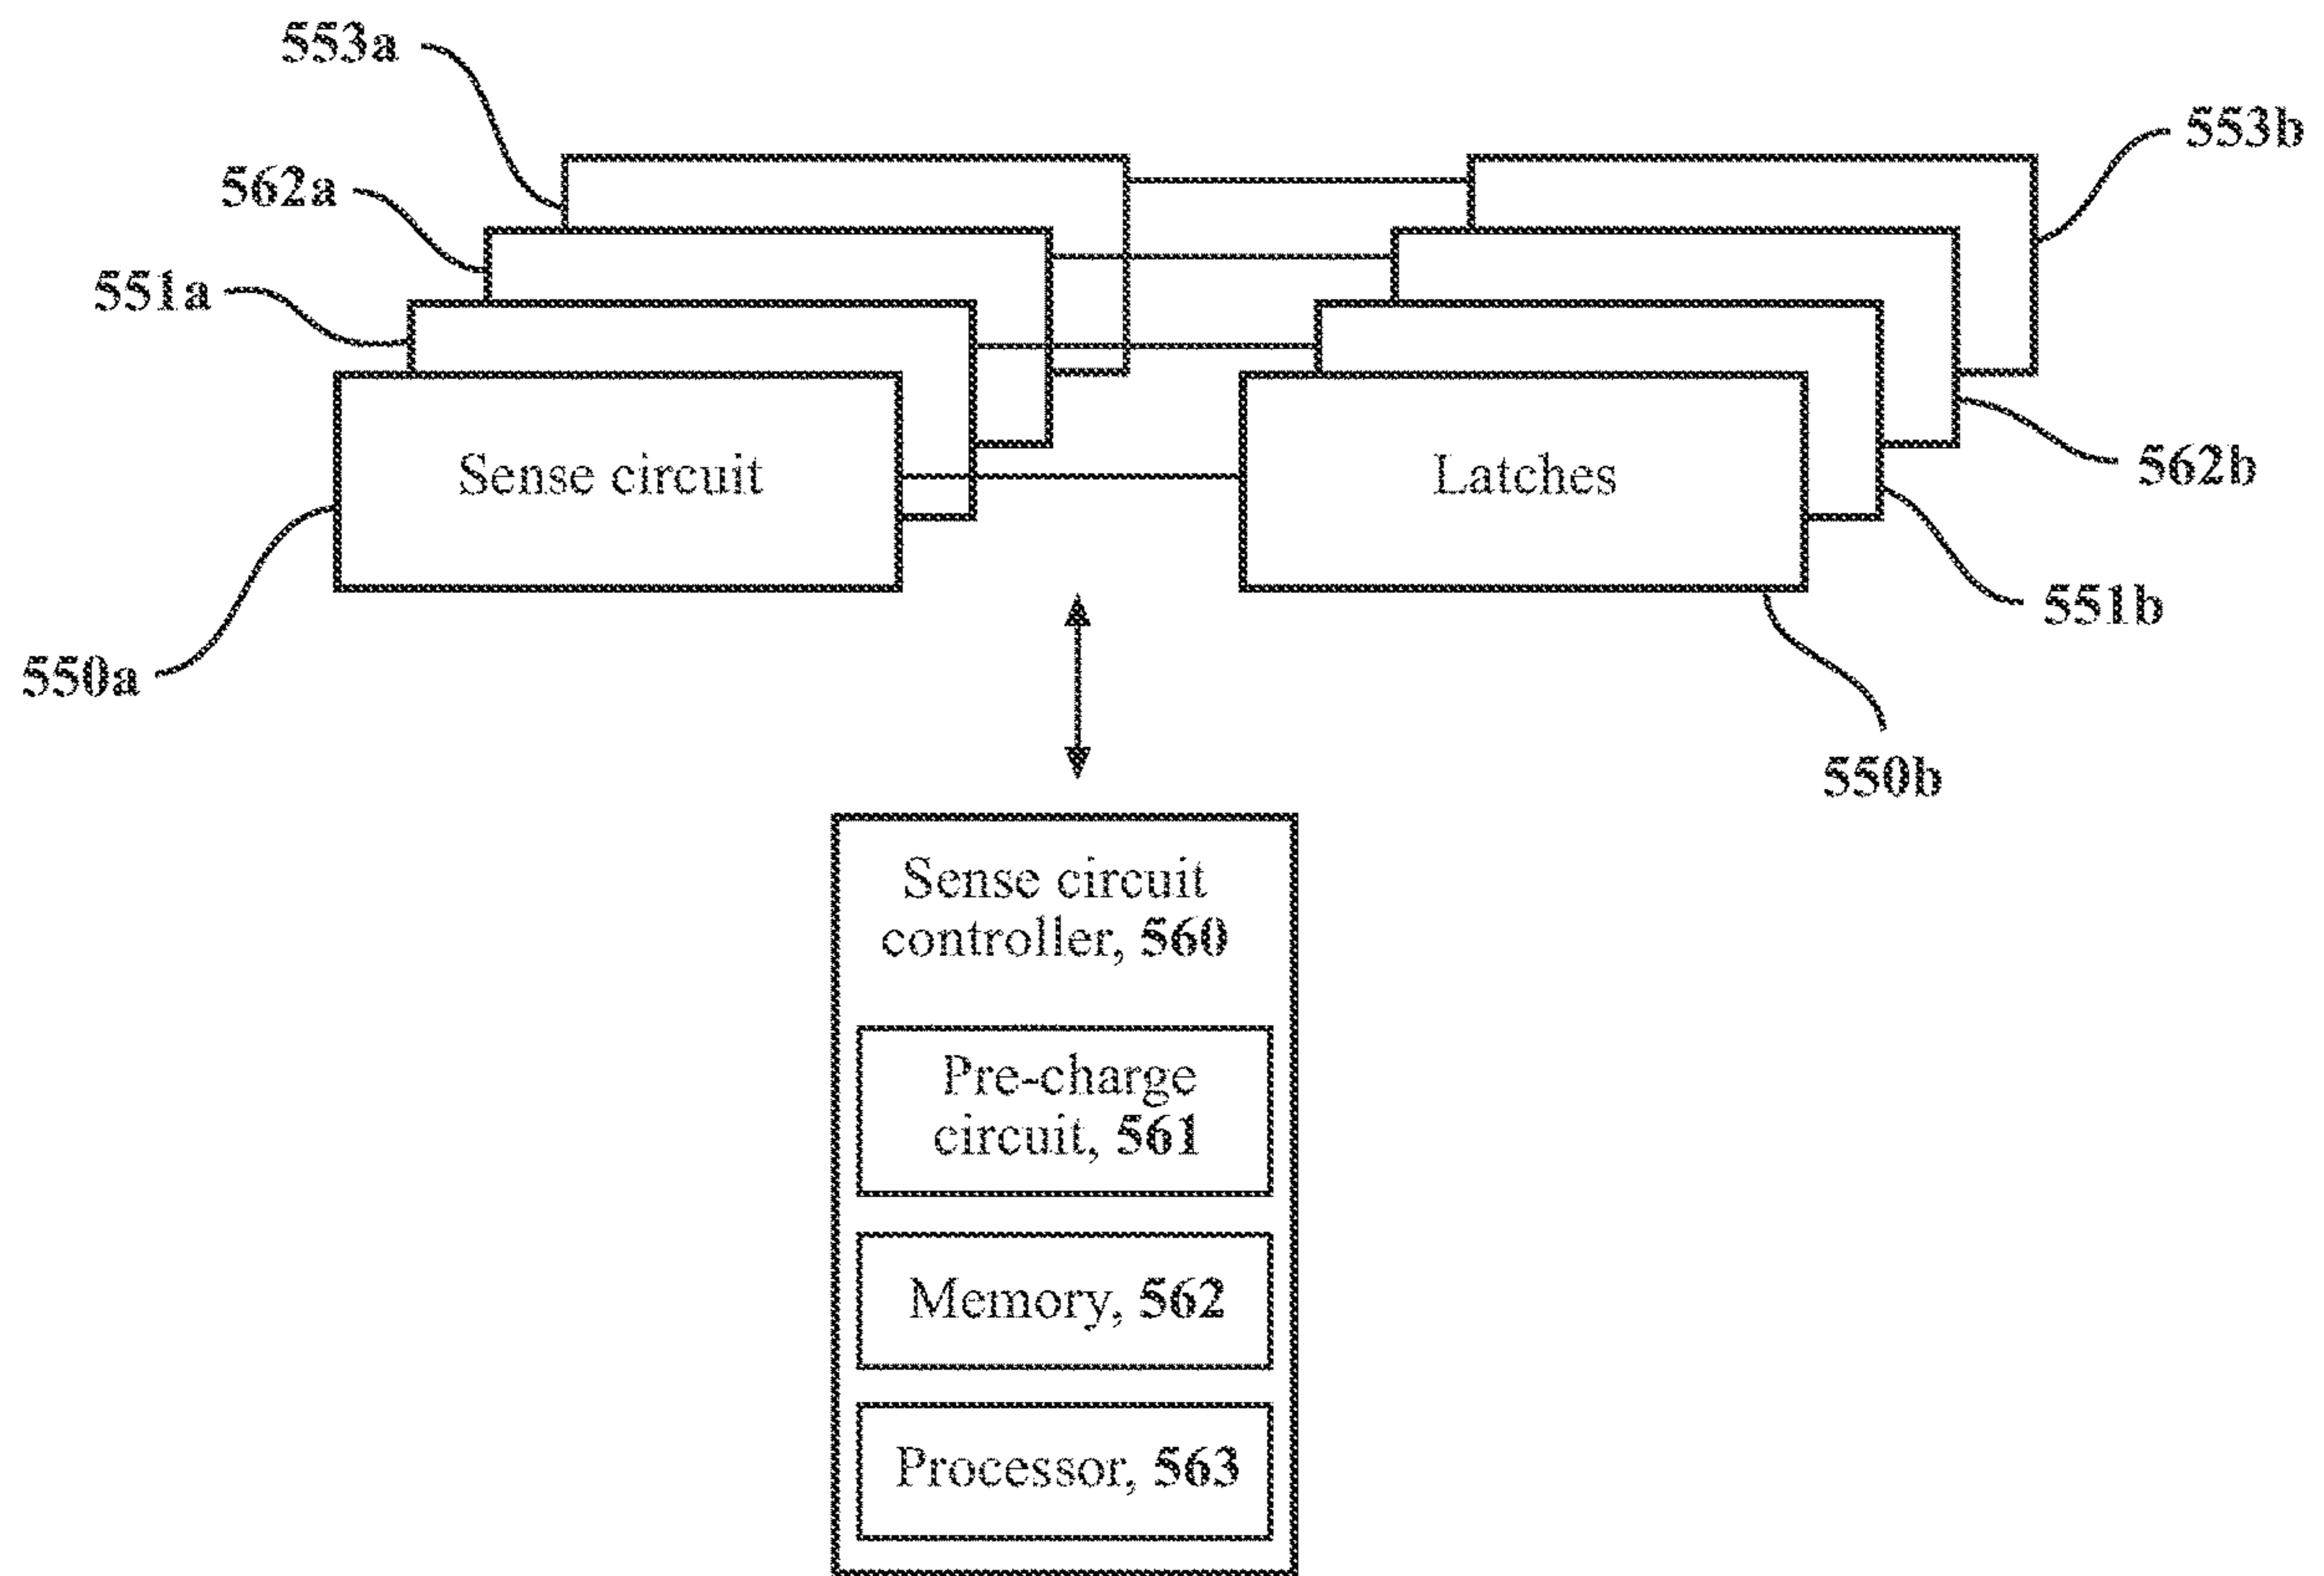 553a
553b
562a
551a
Sense circuit
Latches
562b
551b
550a
550b
Sense circuit
controller, 560
Pre-charge
circuit, 561
Memory, 562
Processor, 563